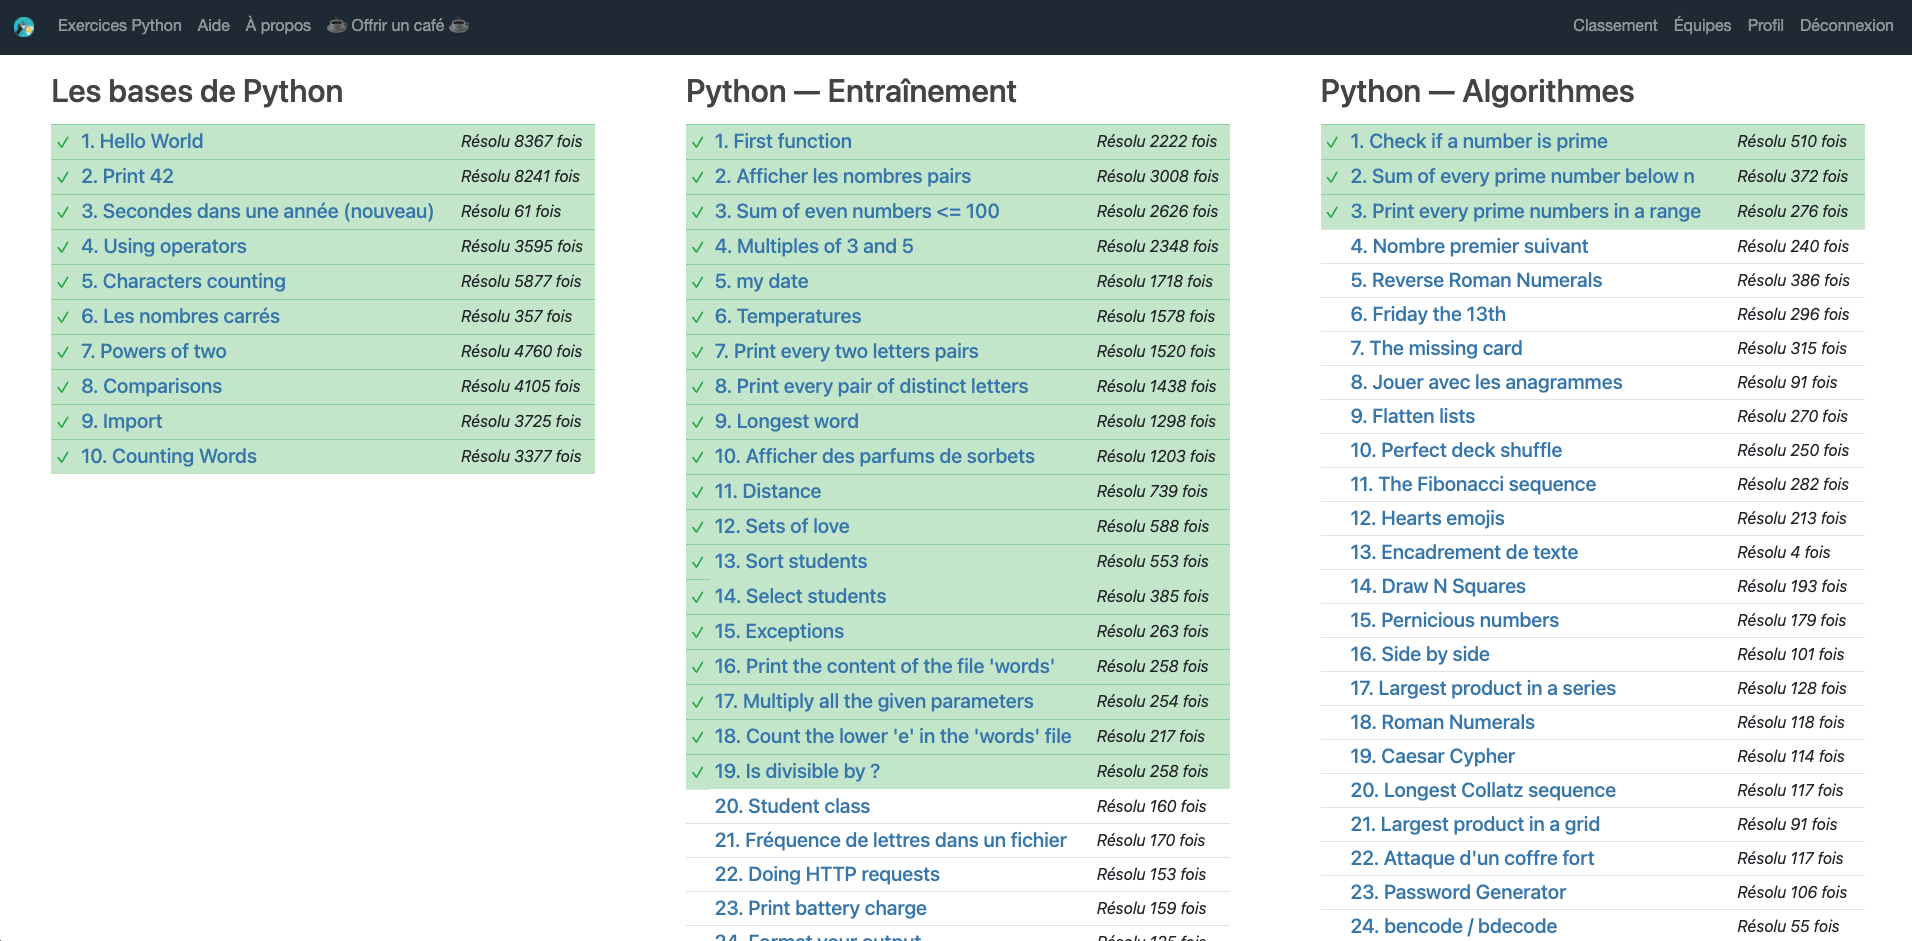 Exercices Python Aide À propos ☕ Offrir un café ☕ Classement Équipes Profil Déconnexion
Les bases de Python
✓ 1. Hello World Résolu 8367 fois
✓ 2. Print 42 Résolu 8241 fois
✓ 3. Secondes dans une année (nouveau) Résolu 61 fois
✓ 4. Using operators Résolu 3595 fois
✓ 5. Characters counting Résolu 5877 fois
✓ 6. Les nombres carrés Résolu 357 fois
✓ 7. Powers of two Résolu 4760 fois
✓ 8. Comparisons Résolu 4105 fois
✓ 9. Import Résolu 3725 fois
✓ 10. Counting Words Résolu 3377 fois
Python — Entraînement
✓ 1. First function Résolu 2222 fois
✓ 2. Afficher les nombres pairs Résolu 3008 fois
✓ 3. Sum of even numbers <= 100 Résolu 2626 fois
✓ 4. Multiples of 3 and 5 Résolu 2348 fois
✓ 5. my date Résolu 1718 fois
✓ 6. Temperatures Résolu 1578 fois
✓ 7. Print every two letters pairs Résolu 1520 fois
✓ 8. Print every pair of distinct letters Résolu 1438 fois
✓ 9. Longest word Résolu 1298 fois
✓ 10. Afficher des parfums de sorbets Résolu 1203 fois
✓ 11. Distance Résolu 739 fois
✓ 12. Sets of love Résolu 588 fois
✓ 13. Sort students Résolu 553 fois
✓ 14. Select students Résolu 385 fois
✓ 15. Exceptions Résolu 263 fois
✓ 16. Print the content of the file 'words' Résolu 258 fois
✓ 17. Multiply all the given parameters Résolu 254 fois
✓ 18. Count the lower 'e' in the 'words' file Résolu 217 fois
✓ 19. Is divisible by ? Résolu 258 fois
20. Student class Résolu 160 fois
21. Fréquence de lettres dans un fichier Résolu 170 fois
22. Doing HTTP requests Résolu 153 fois
23. Print battery charge Résolu 159 fois
24. Format your output Résolu 135 fois
Python — Algorithmes
✓ 1. Check if a number is prime Résolu 510 fois
✓ 2. Sum of every prime number below n Résolu 372 fois
✓ 3. Print every prime numbers in a range Résolu 276 fois
4. Nombre premier suivant Résolu 240 fois
5. Reverse Roman Numerals Résolu 386 fois
6. Friday the 13th Résolu 296 fois
7. The missing card Résolu 315 fois
8. Jouer avec les anagrammes Résolu 91 fois
9. Flatten lists Résolu 270 fois
10. Perfect deck shuffle Résolu 250 fois
11. The Fibonacci sequence Résolu 282 fois
12. Hearts emojis Résolu 213 fois
13. Encadrement de texte Résolu 4 fois
14. Draw N Squares Résolu 193 fois
15. Pernicious numbers Résolu 179 fois
16. Side by side Résolu 101 fois
17. Largest product in a series Résolu 128 fois
18. Roman Numerals Résolu 118 fois
19. Caesar Cypher Résolu 114 fois
20. Longest Collatz sequence Résolu 117 fois
21. Largest product in a grid Résolu 91 fois
22. Attaque d'un coffre fort Résolu 117 fois
23. Password Generator Résolu 106 fois
24. bencode / bdecode Résolu 55 fois